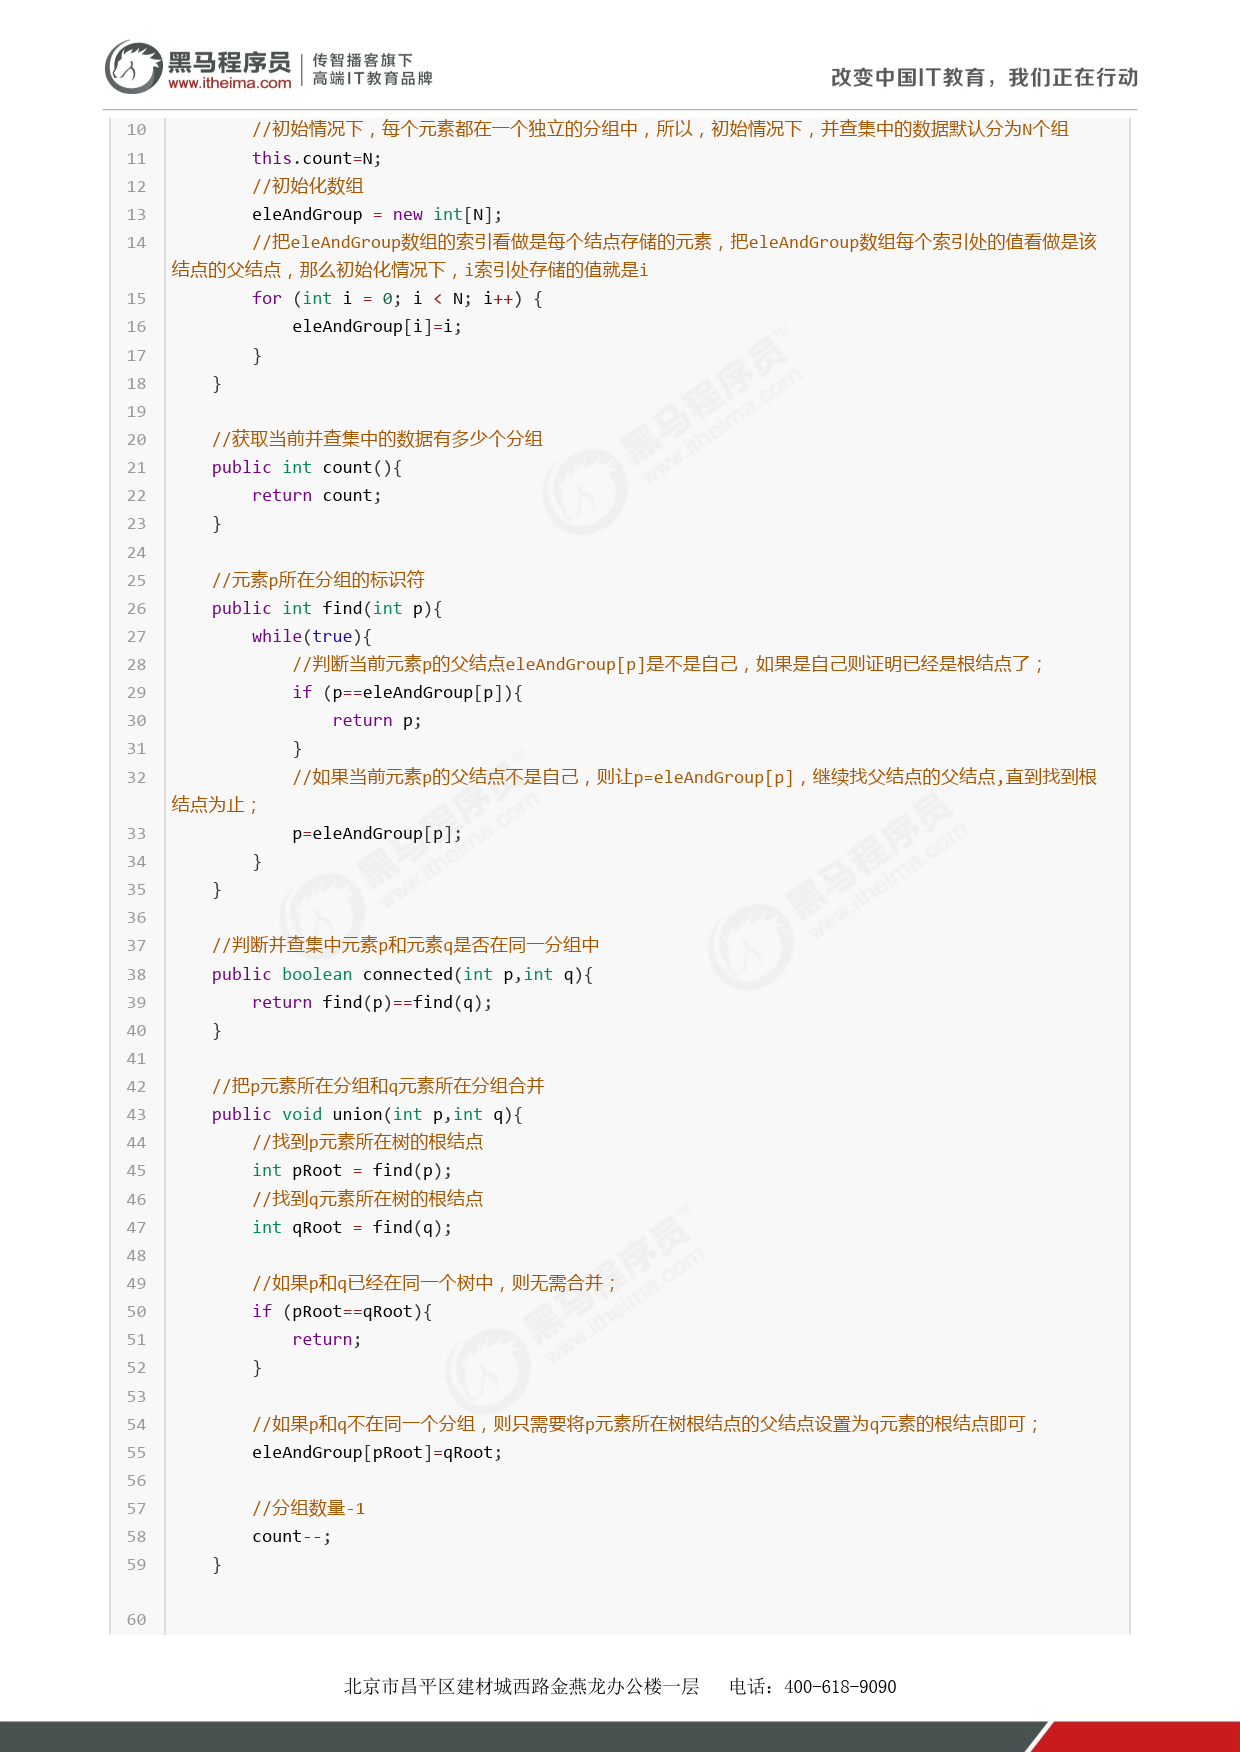 黑马程序员 传智播客旗下
www.itheima.com 高端IT教育品牌
改变中国IT教育，我们正在行动
10 //初始情况下，每个元素都在一个独立的分组中，所以，初始情况下，并查集中的数据默认分为N个组
11 this.count=N;
12 //初始化数组
13 eleAndGroup = new int[N];
14 //把eleAndGroup数组的索引看做是每个结点存储的元素，把eleAndGroup数组每个索引处的值看做是该
结点的父结点，那么初始化情况下，i索引处存储的值就是i
15 for (int i = 0; i < N; i++) {
16 eleAndGroup[i]=i;
17 }
18 }
19
20 //获取当前并查集中的数据有多少个分组
21 public int count(){
22 return count;
23 }
24
25 //元素p所在分组的标识符
26 public int find(int p){
27 while(true){
28 //判断当前元素p的父结点eleAndGroup[p]是不是自己，如果是自己则证明已经是根结点了；
29 if (p==eleAndGroup[p]){
30 return p;
31 }
32 //如果当前元素p的父结点不是自己，则让p=eleAndGroup[p]，继续找父结点的父结点,直到找到根
结点为止；
33 p=eleAndGroup[p];
34 }
35 }
36
37 //判断并查集中元素p和元素q是否在同一分组中
38 public boolean connected(int p,int q){
39 return find(p)==find(q);
40 }
41
42 //把p元素所在分组和q元素所在分组合并
43 public void union(int p,int q){
44 //找到p元素所在树的根结点
45 int pRoot = find(p);
46 //找到q元素所在树的根结点
47 int qRoot = find(q);
48
49 //如果p和q已经在同一个树中，则无需合并；
50 if (pRoot==qRoot){
51 return;
52 }
53
54 //如果p和q不在同一个分组，则只需要将p元素所在树根结点的父结点设置为q元素的根结点即可；
55 eleAndGroup[pRoot]=qRoot;
56
57 //分组数量-1
58 count--;
59 }
60
北京市昌平区建材城西路金燕龙办公楼一层 电话：400-618-9090